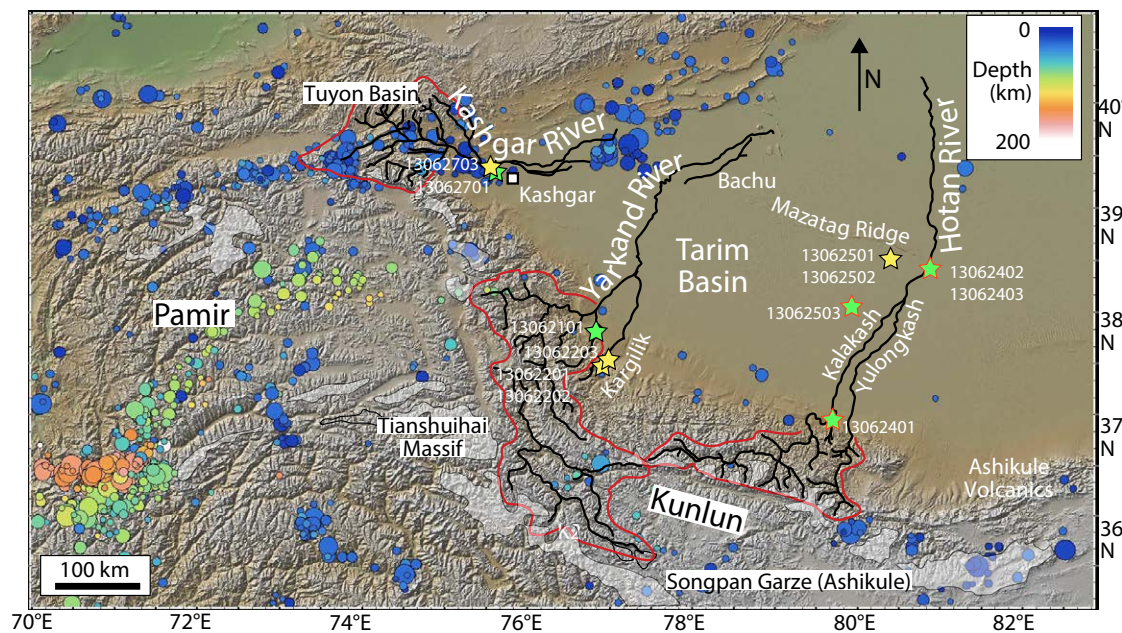 Tuyon Basin
Kashgar River
13062703
13062701
Kashgar
Yarkand River
Bachu
Mazatag Ridge
13062501
13062502
Hotan River
13062402
13062403
Tarim
Basin
13062503
Kalakash
Yulongkash
Pamir
13062101
13062203
13062201
13062202
Kargilik
13062401
Tianshuihai
Massif
Ashikule
Volcanics
Kunlun
K2
Songpan Garze (Ashikule)
100 km
N
0
Depth
(km)
200
40°
N
39
N
38
N
37
N
36
N
70°E
72°E
74°E
76°E
78°E
80°E
82°E